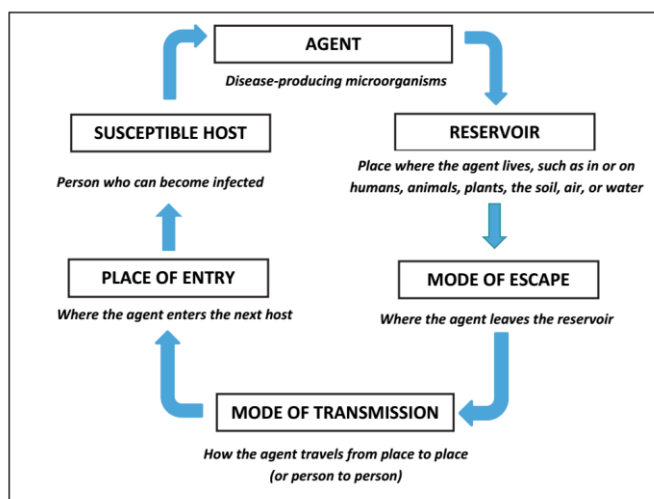 AGENT
Disease-producing microorganisms
RESERVOIR
Place where the agent lives, such as in or on
humans, animals, plants, the soil, air, or water
MODE OF ESCAPE
Where the agent leaves the reservoir
MODE OF TRANSMISSION
How the agent travels from place to place
(or person to person)
PLACE OF ENTRY
Where the agent enters the next host
SUSCEPTIBLE HOST
Person who can become infected